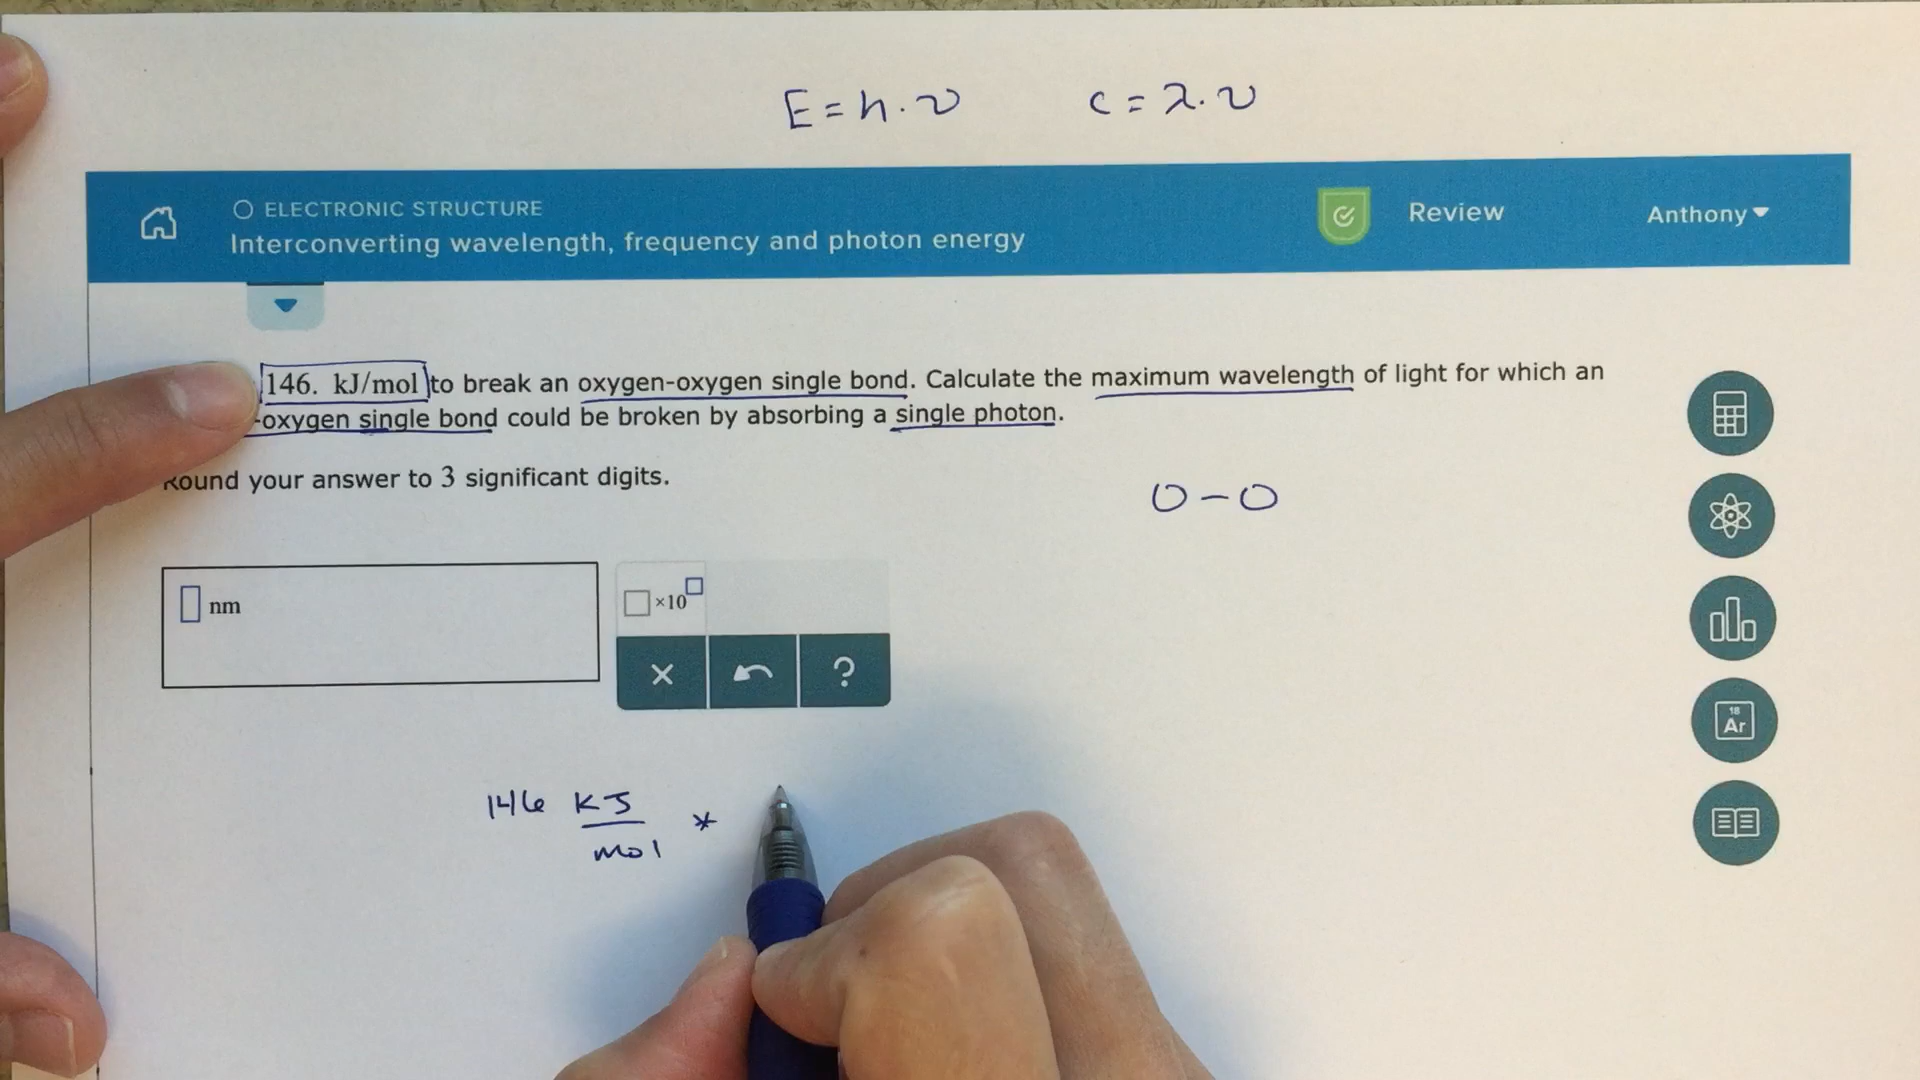 E = h · ν
c = λ · ν
ELECTRONIC STRUCTURE
Interconverting wavelength, frequency and photon energy
Review
Anthony
146. kJ/mol to break an oxygen-oxygen single bond. Calculate the maximum wavelength of light for which an
-oxygen single bond could be broken by absorbing a single photon.
Round your answer to 3 significant digits.
O - O
nm
×10
?
18
Ar
146 KJ
mol
*